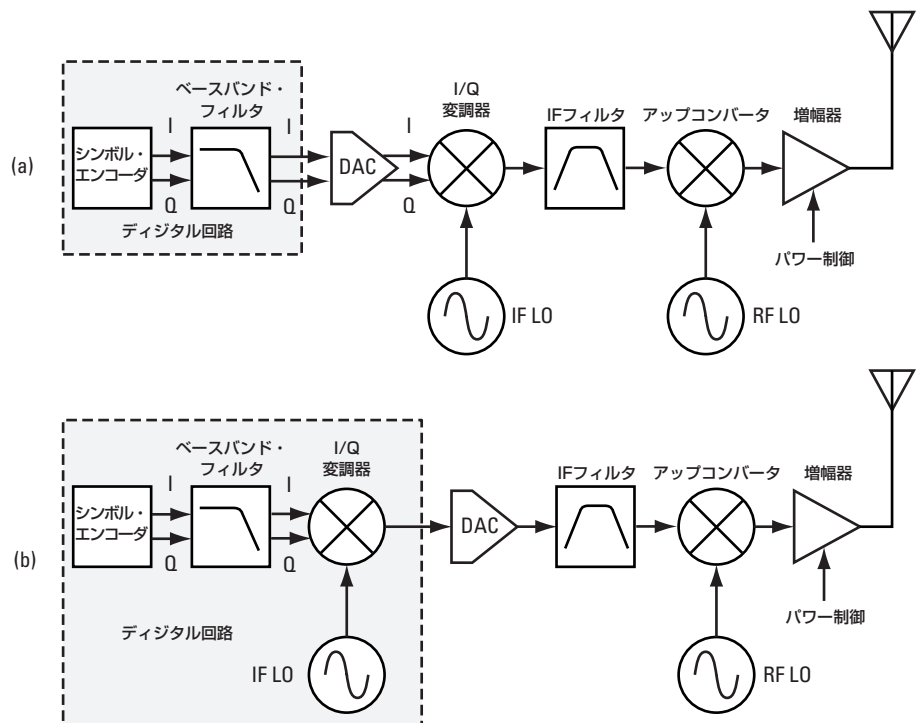 (a)
ベースバンド・
フィルタ
I/Q
変調器
IFフィルタ
アップコンバータ
増幅器
I
I
I
シンボル・
エンコーダ
DAC
Q
Q
Q
ディジタル回路
パワー制御
IF LO
RF LO
(b)
ベースバンド・
フィルタ
I/Q
変調器
IFフィルタ
アップコンバータ
増幅器
I
I
シンボル・
エンコーダ
DAC
Q
Q
ディジタル回路
パワー制御
IF LO
RF LO